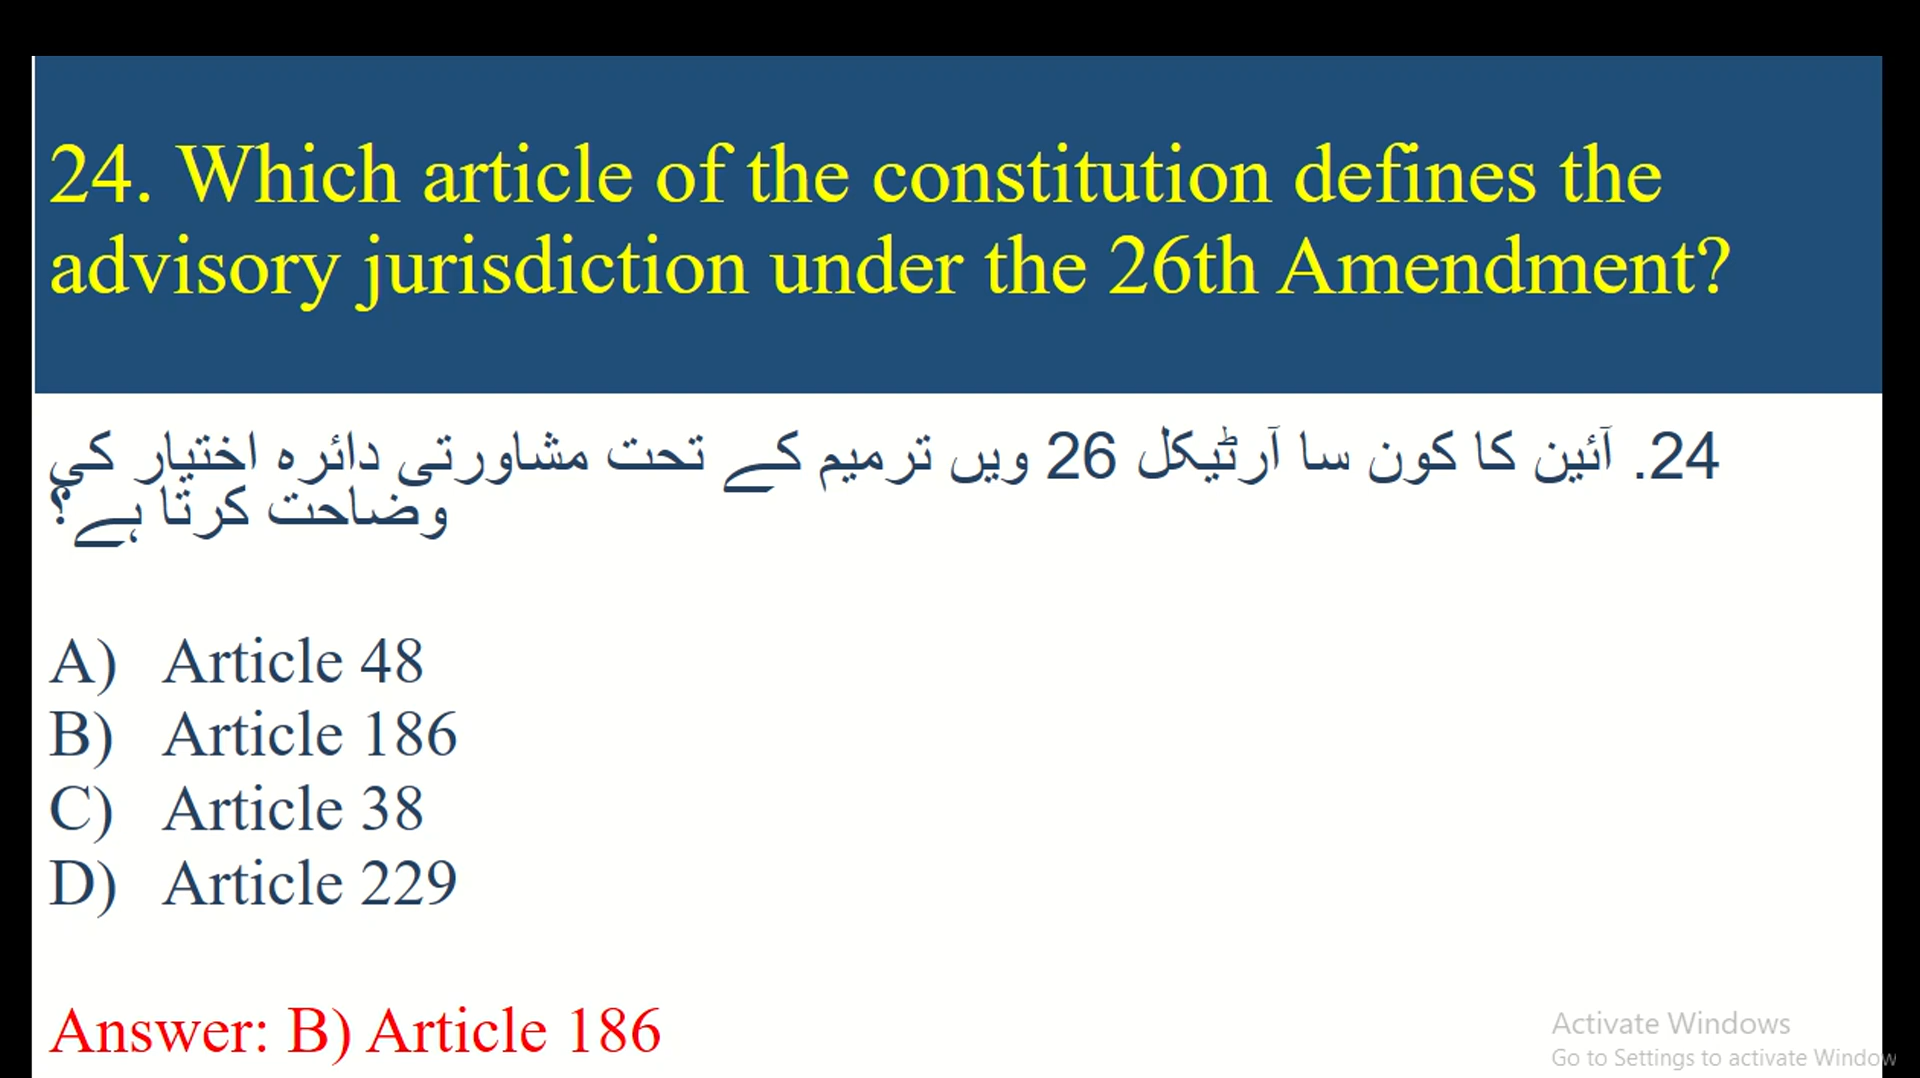 24. Which article of the constitution defines the
advisory jurisdiction under the 26th Amendment?
24. آئین کا کون سا آرٹیکل 26 ویں ترمیم کے تحت مشاورتی دائرہ اختیار کی
وضاحت کرتا ہے؟
A) Article 48
B) Article 186
C) Article 38
D) Article 229
Answer: B) Article 186
Activate Windows
Go to Settings to activate Window